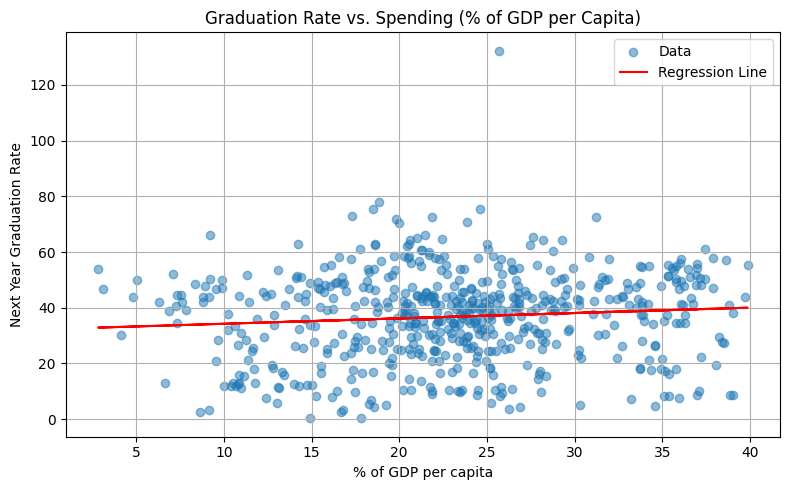 Graduation Rate vs. Spending (% of GDP per Capita)
Data
Regression Line
Next Year Graduation Rate
120
100
80
60
40
20
0
5 10 15 20 25 30 35 40
% of GDP per capita